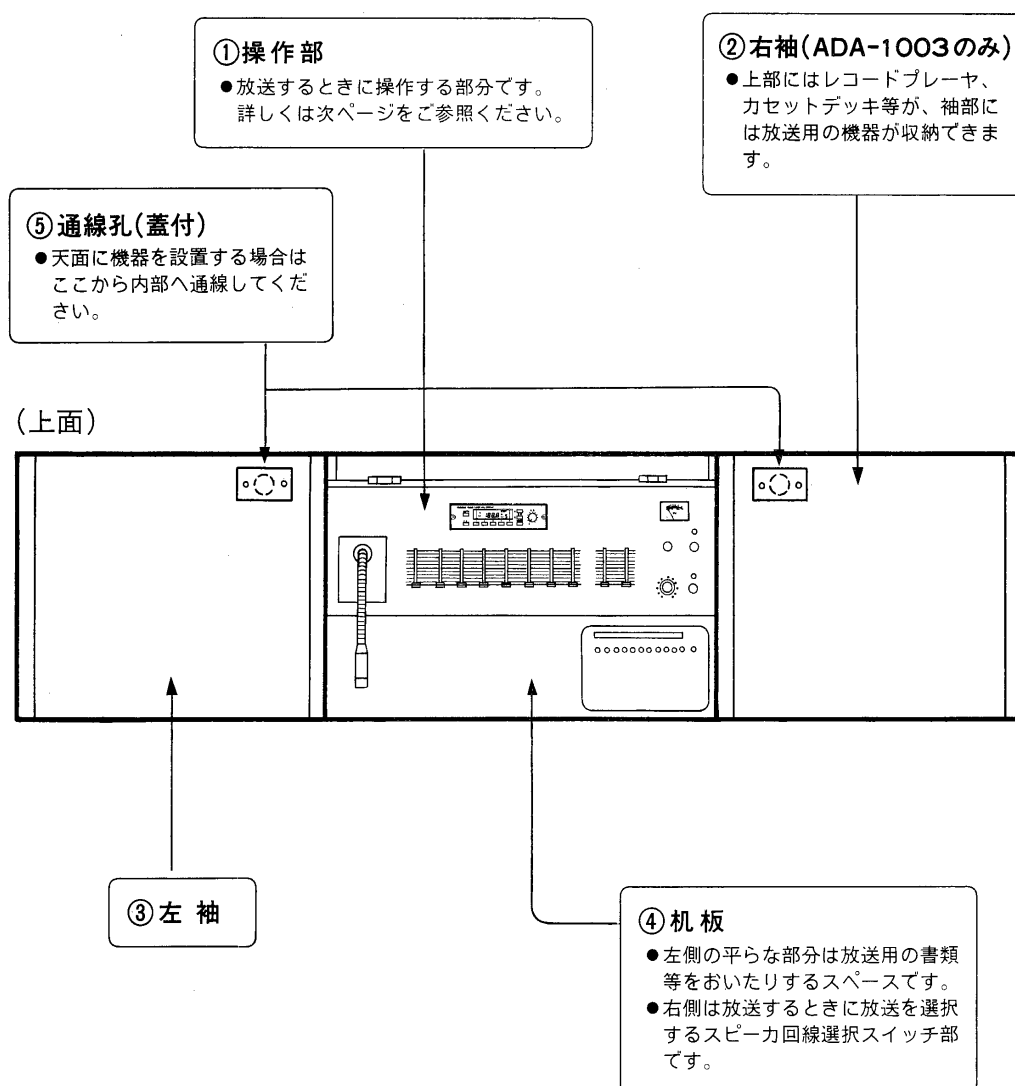 ①操作部
●放送するときに操作する部分です。
詳しくは次ページをご参照ください。
②右袖(ADA-1003のみ)
●上部にはレコードプレーヤ、
カセットデッキ等が、袖部に
は放送用の機器が収納できま
す。
⑤通線孔(蓋付)
●天面に機器を設置する場合は
ここから内部へ通線してくだ
さい。
(上面)
③左 袖
④机板
●左側の平らな部分は放送用の書類
等をおいたりするスペースです。
●右側は放送するときに放送を選択
するスピーカ回線選択スイッチ部
です。